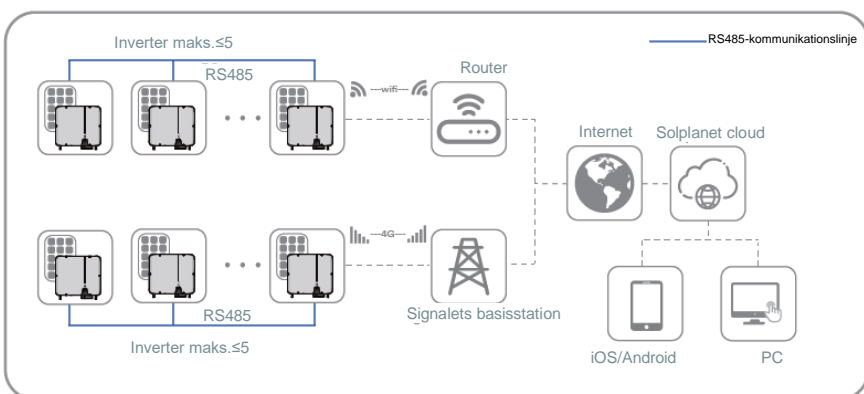 Inverter maks.≤5
RS485-kommunikationslinje
RS485
wifi
Router
Internet
Solplanet cloud
4G
RS485
Signalets basisstation
Inverter maks.≤5
iOS/Android
PC